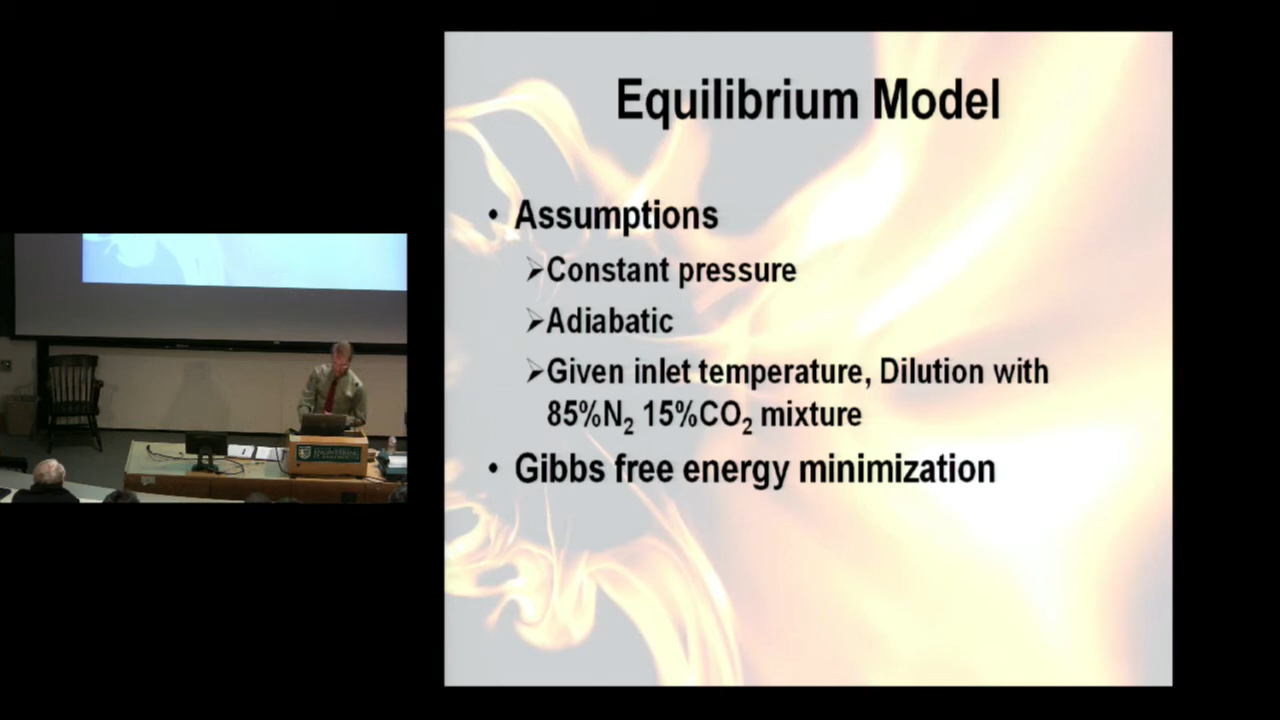 Equilibrium Model
• Assumptions
➢Constant pressure
➢Adiabatic
➢Given inlet temperature, Dilution with
85%N₂ 15%CO₂ mixture
• Gibbs free energy minimization